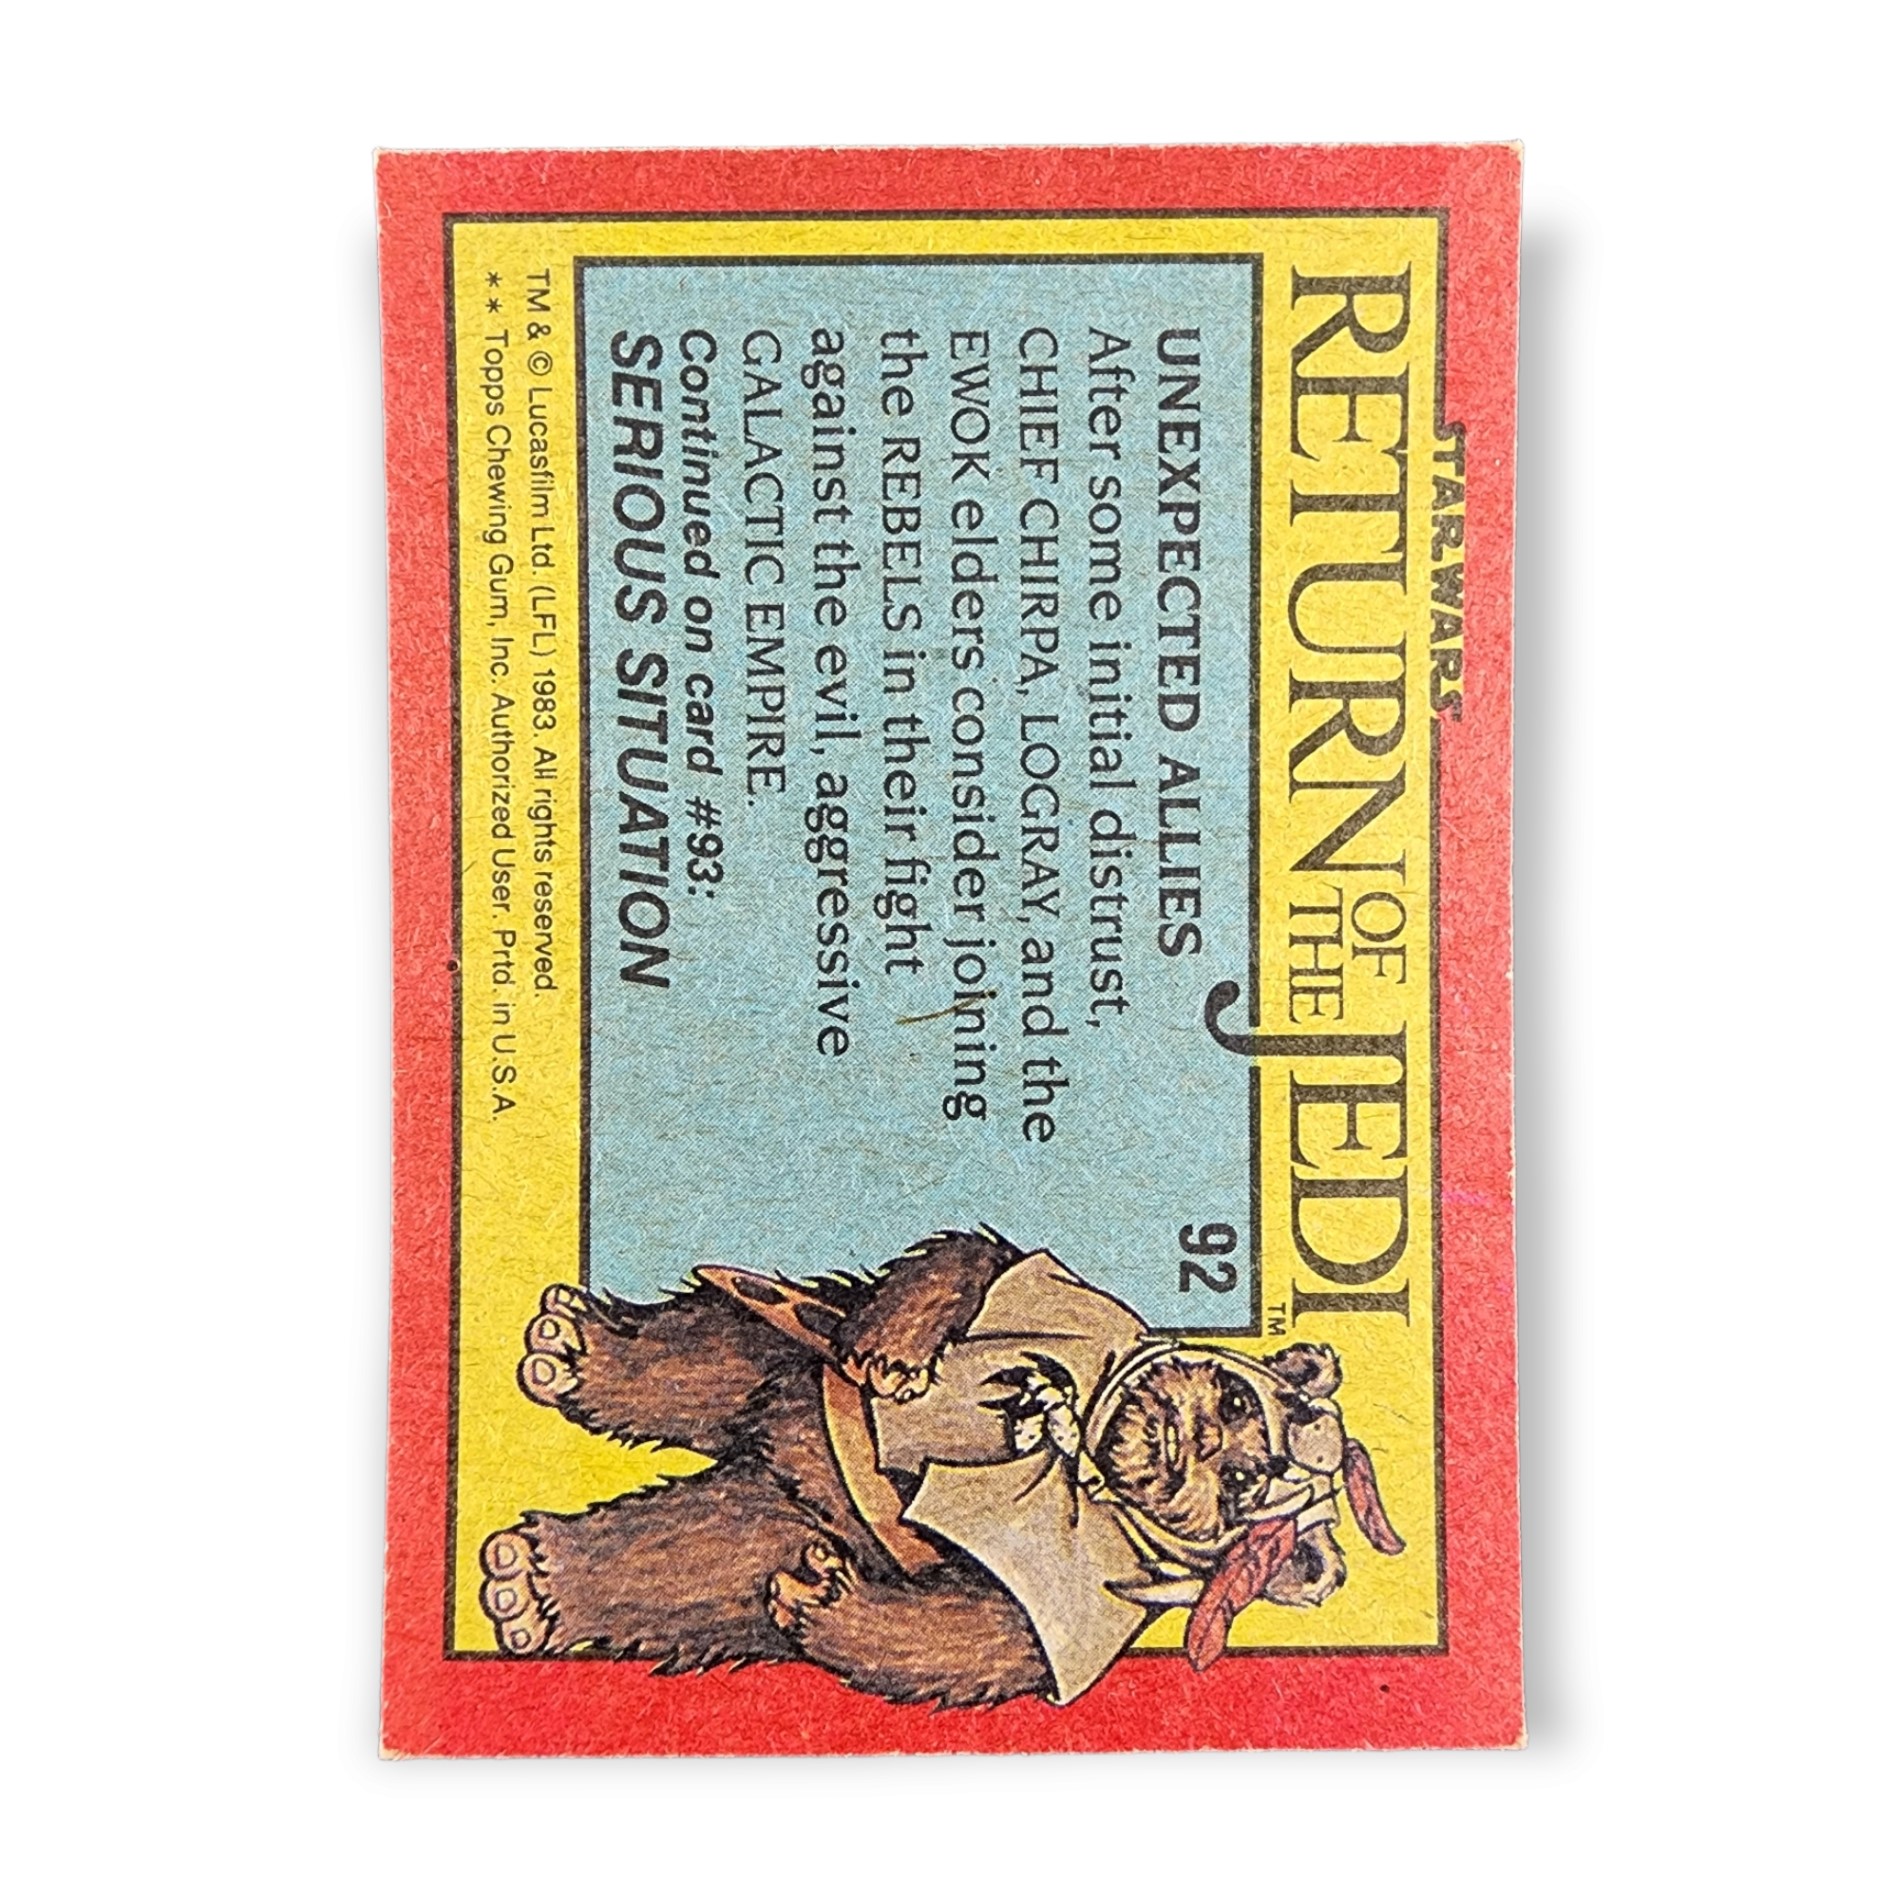 STAR WARS
RETURN OF THE JEDI™
92
UNEXPECTED ALLIES
After some initial distrust,
CHIEF CHIRPA, LOGRAY, and the
EWOK elders consider joining
the REBELS in their fight
against the evil, aggressive
GALACTIC EMPIRE.
Continued on card #93:
SERIOUS SITUATION
TM & © Lucasfilm Ltd. (LFL) 1983. All rights reserved.
** Topps Chewing Gum, Inc. Authorized User. Prtd. in U.S.A.